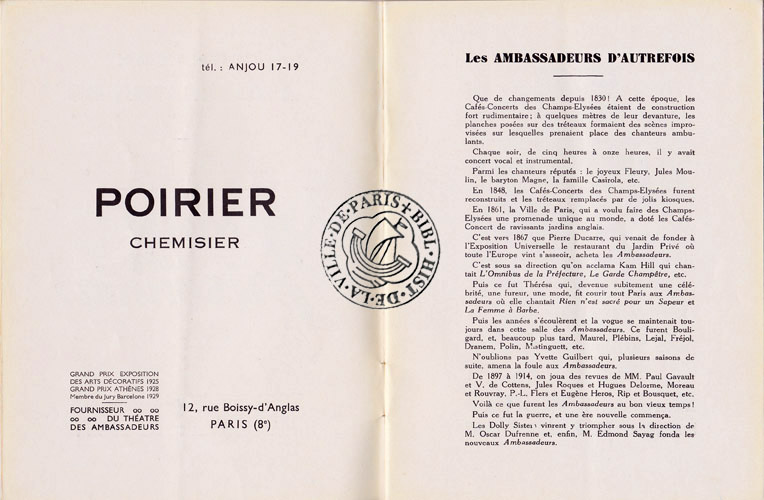 tél. : ANJOU 17-19
POIRIER
CHEMISIER
GRAND PRIX EXPOSITION
DES ARTS DÉCORATIFS 1925
GRAND PRIX ATHÈNES 1928
Membre du Jury Barcelone 1929
FOURNISSEUR ∞ ∞
∞ ∞ DU THÉATRE
DES AMBASSADEURS
12, rue Boissy-d'Anglas
PARIS (8e)
BIBL · HIST · DE · LA · VILLE · DE · PARIS
Les AMBASSADEURS D'AUTREFOIS
Que de changements depuis 1830! A cette époque, les
Cafés-Concerts des Champs-Elysées étaient de construction
fort rudimentaire; à quelques mètres de leur devanture, les
planches posées sur des tréteaux formaient des scènes impro-
visées sur lesquelles prenaient place des chanteurs ambu-
lants.
Chaque soir, de cinq heures à onze heures, il y avait
concert vocal et instrumental.
Parmi les chanteurs réputés : le joyeux Fleury, Jules Mou-
lin, le baryton Magne, la famille Casirola, etc.
En 1848, les Cafés-Concerts des Champs-Elysées furent
reconstruits et les tréteaux remplacés par de jolis kiosques.
En 1861, la Ville de Paris, qui a voulu faire des Champs-
Elysées une promenade unique au monde, a doté les Cafés-
Concert de ravissants jardins anglais.
C'est vers 1867 que Pierre Ducarre, qui venait de fonder à
l'Exposition Universelle le restaurant du Jardin Privé où
toute l'Europe vint s'asseoir, acheta les Ambassadeurs.
C'est sous sa direction qu'on acclama Kam Hill qui chan-
tait L'Omnibus de la Préfecture, Le Garde Champêtre, etc.
Puis ce fut Thérésa qui, devenue subitement une célé-
brité, une fureur, une mode, fit courir tout Paris aux Ambas-
sadeurs où elle chantait Rien n'est sacré pour un Sapeur et
La Femme à Barbe.
Puis les années s'écoulèrent et la vogue se maintenait tou-
jours dans cette salle des Ambassadeurs. Ce furent Bouli-
gard, et, beaucoup plus tard, Maurel, Plébins, Lejal, Fréjol,
Dranem, Polin, Mistinguett, etc.
N'oublions pas Yvette Guilbert qui, plusieurs saisons de
suite, amena la foule aux Ambassadeurs.
De 1897 à 1914, on joua des revues de MM. Paul Gavault
et V. de Cottens, Jules Roques et Hugues Delorme, Moreau
et Rouvray, P.-L. Flers et Eugène Heros, Rip et Bousquet, etc.
Voilà ce que furent les Ambassadeurs au bon vieux temps!
Puis ce fut la guerre, et une ère nouvelle commença.
Les Dolly Sisters vinrent y triompher sous la direction de
M. Oscar Dufrenne et, enfin, M. Edmond Sayag fonda les
nouveaux Ambassadeurs.